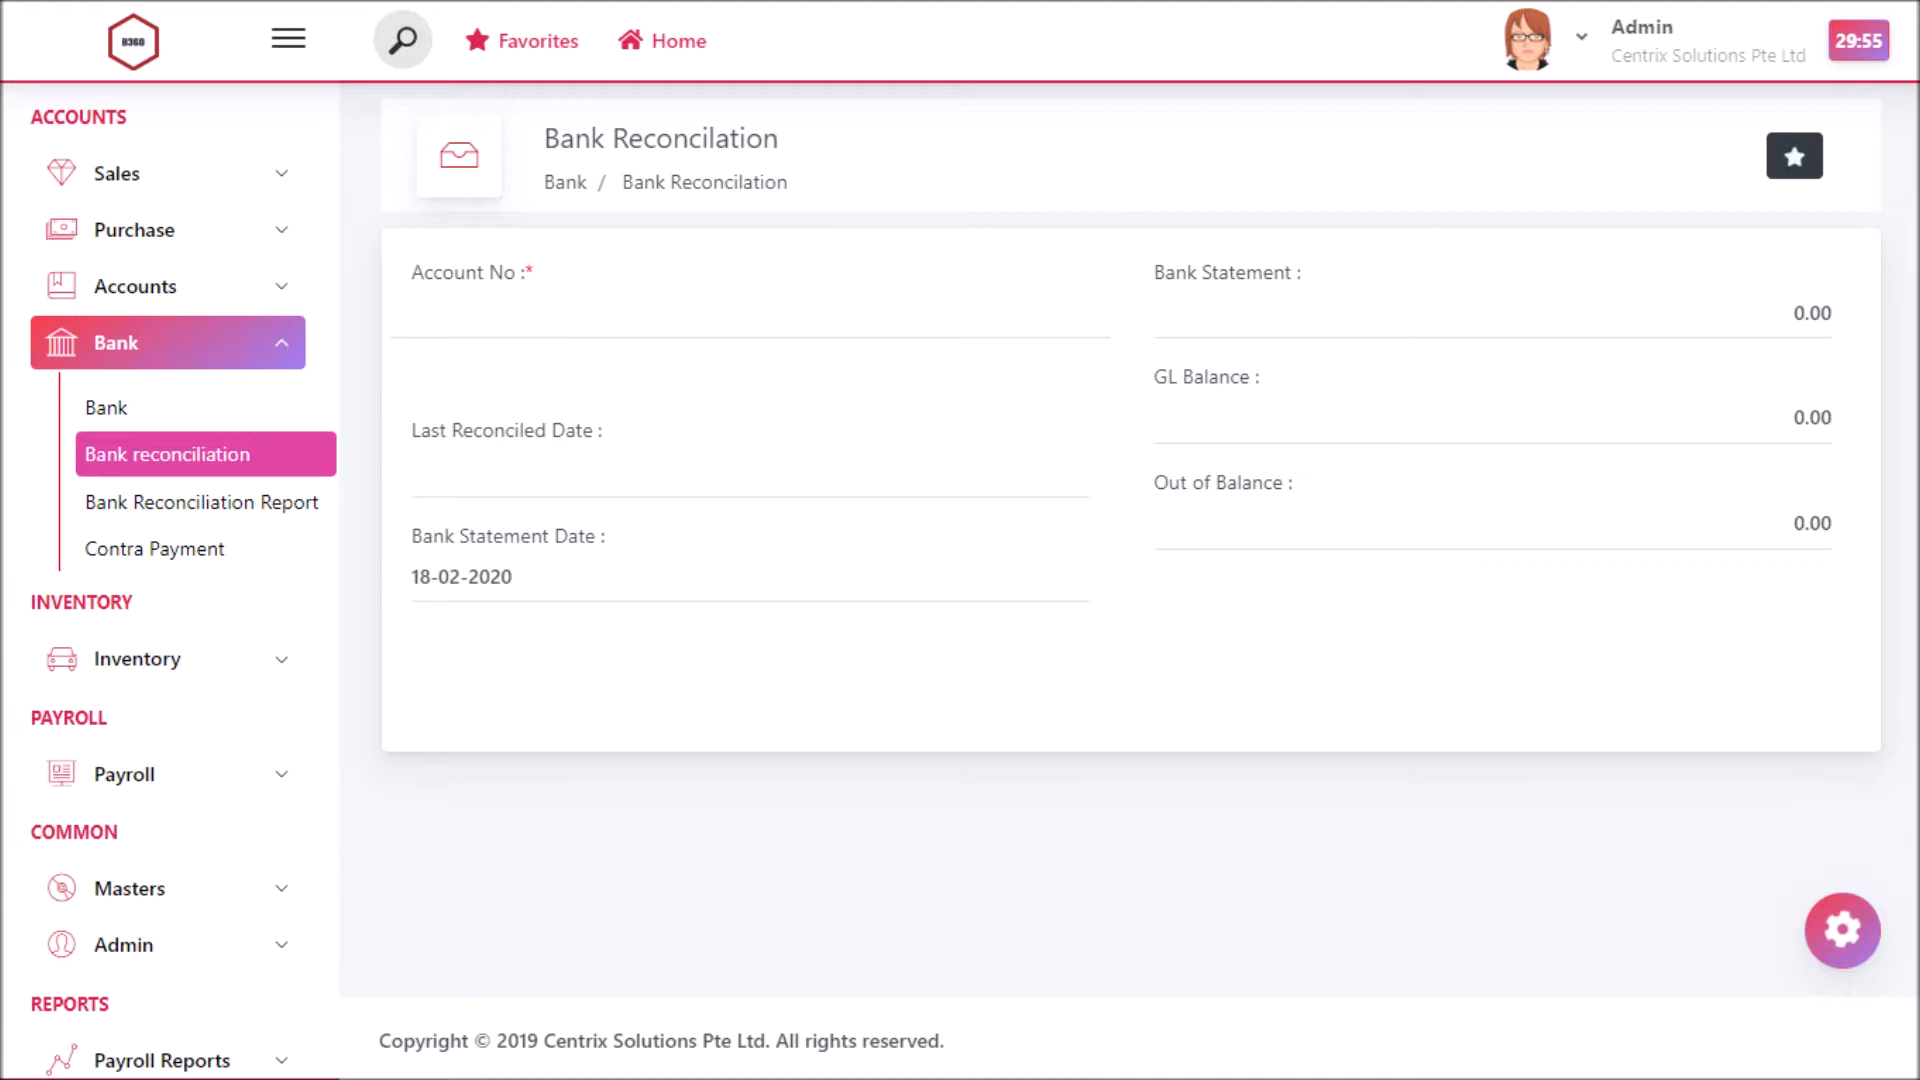 B360
Favorites
Home
Admin
Centrix Solutions Pte Ltd
29:55
ACCOUNTS
Sales
Purchase
Accounts
Bank
Bank
Bank reconciliation
Bank Reconciliation Report
Contra Payment
INVENTORY
Inventory
PAYROLL
Payroll
COMMON
Masters
Admin
REPORTS
Payroll Reports
Bank Reconcilation
Bank / Bank Reconcilation
Account No :*
Last Reconciled Date :
Bank Statement Date :
18-02-2020
Bank Statement :
0.00
GL Balance :
0.00
Out of Balance :
0.00
Copyright © 2019 Centrix Solutions Pte Ltd. All rights reserved.